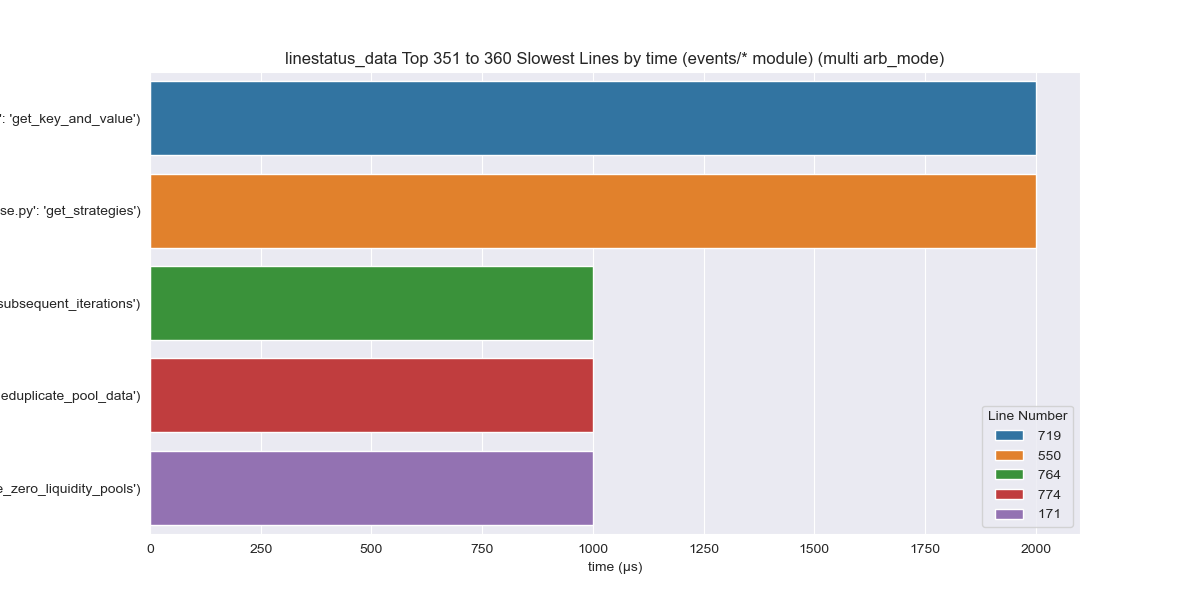 linestatus_data Top 351 to 360 Slowest Lines by time (events/* module) (multi arb_mode)
': 'get_key_and_value')
se.py': 'get_strategies')
subsequent_iterations')
eduplicate_pool_data')
e_zero_liquidity_pools')
Line Number
719
550
764
774
171
0 250 500 750 1000 1250 1500 1750 2000
time (µs)